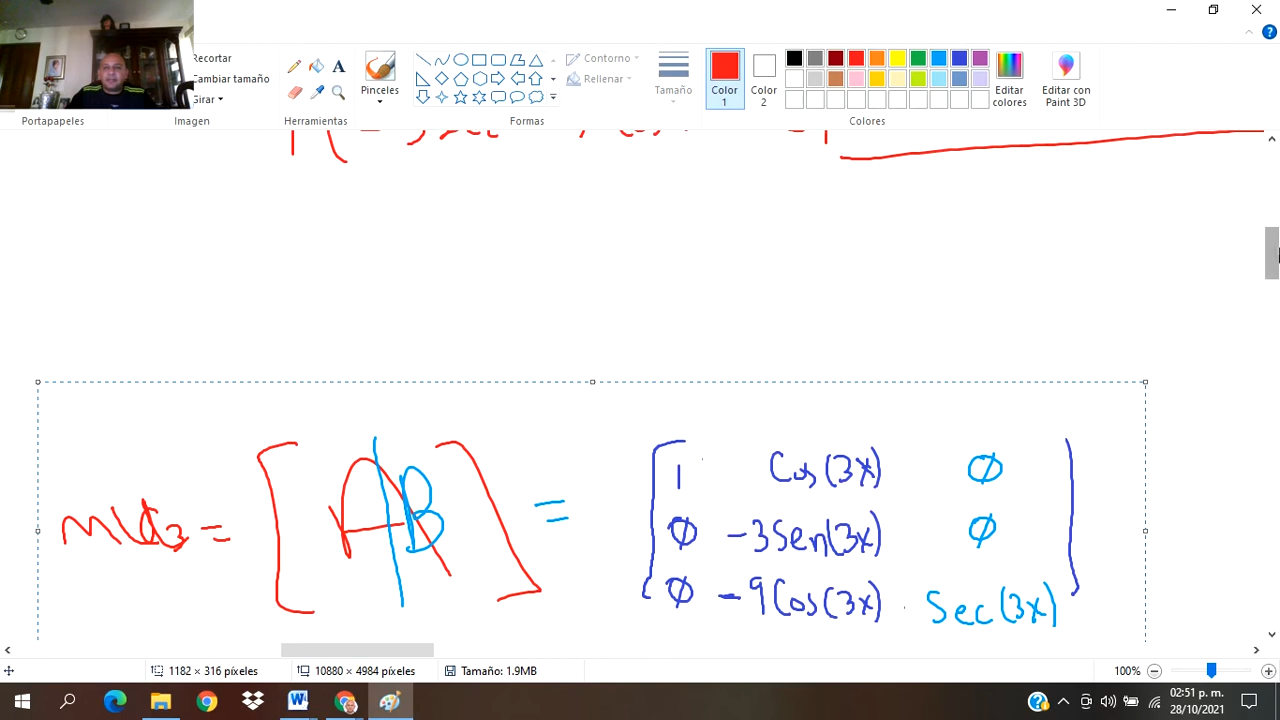 Recortar
Cambiar tamaño
Girar
Pinceles
Contorno
Rellenar
Tamaño
Color 1
Color 2
Editar colores
Editar con Paint 3D
Portapapeles
Imagen
Herramientas
Formas
Colores
= [ A | B ] = [ 1 Cos(3x) ∅
∅ -3Sen(3x) ∅
∅ -9Cos(3x) Sec(3x) ]
1182 × 316 píxeles
10880 × 4984 píxeles
Tamaño: 1.9MB
100%
02:51 p. m.
28/10/2021